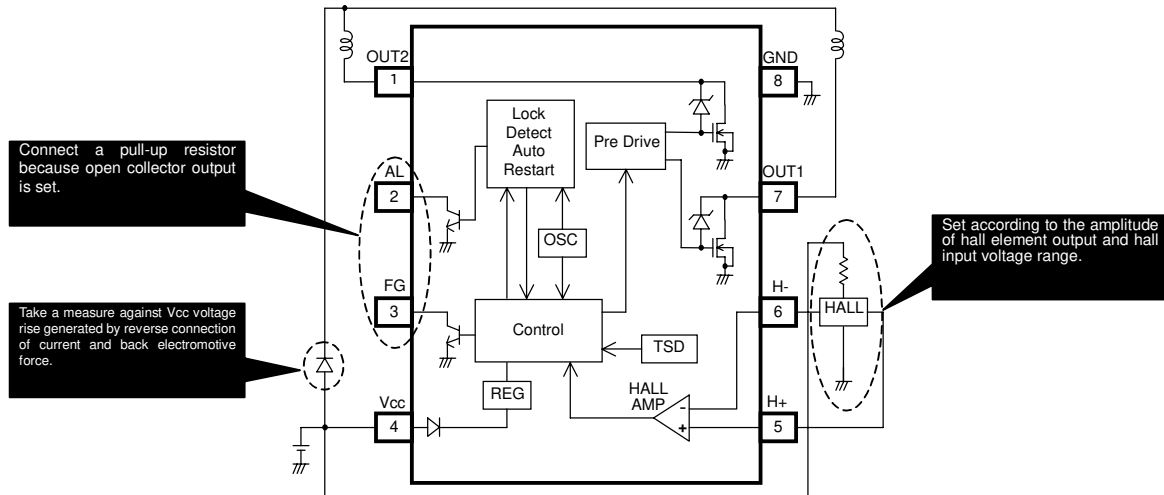 OUT2
1
GND
8
Lock
Detect
Auto
Restart
Pre Drive
Connect a pull-up resistor
because open collector output
is set.
AL
2
OUT1
7
OSC
Set according to the amplitude
of hall element output and hall
input voltage range.
FG
3
H-
6
HALL
Control
TSD
Take a measure against Vcc voltage
rise generated by reverse connection
of current and back electromotive
force.
REG
HALL
AMP
-
+
Vcc
4
H+
5